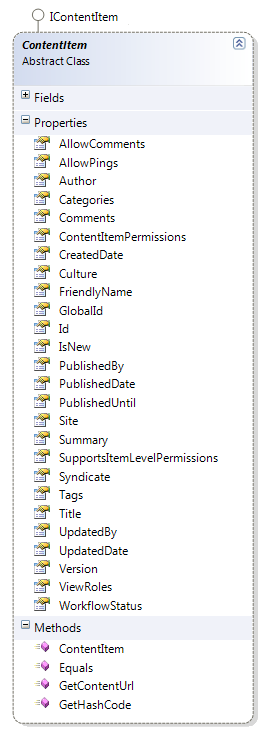 IContentItem
ContentItem
Abstract Class
Fields
Properties
AllowComments
AllowPings
Author
Categories
Comments
ContentItemPermissions
CreatedDate
Culture
FriendlyName
GlobalId
Id
IsNew
PublishedBy
PublishedDate
PublishedUntil
Site
Summary
SupportsItemLevelPermissions
Syndicate
Tags
Title
UpdatedBy
UpdatedDate
Version
ViewRoles
WorkflowStatus
Methods
ContentItem
Equals
GetContentUrl
GetHashCode